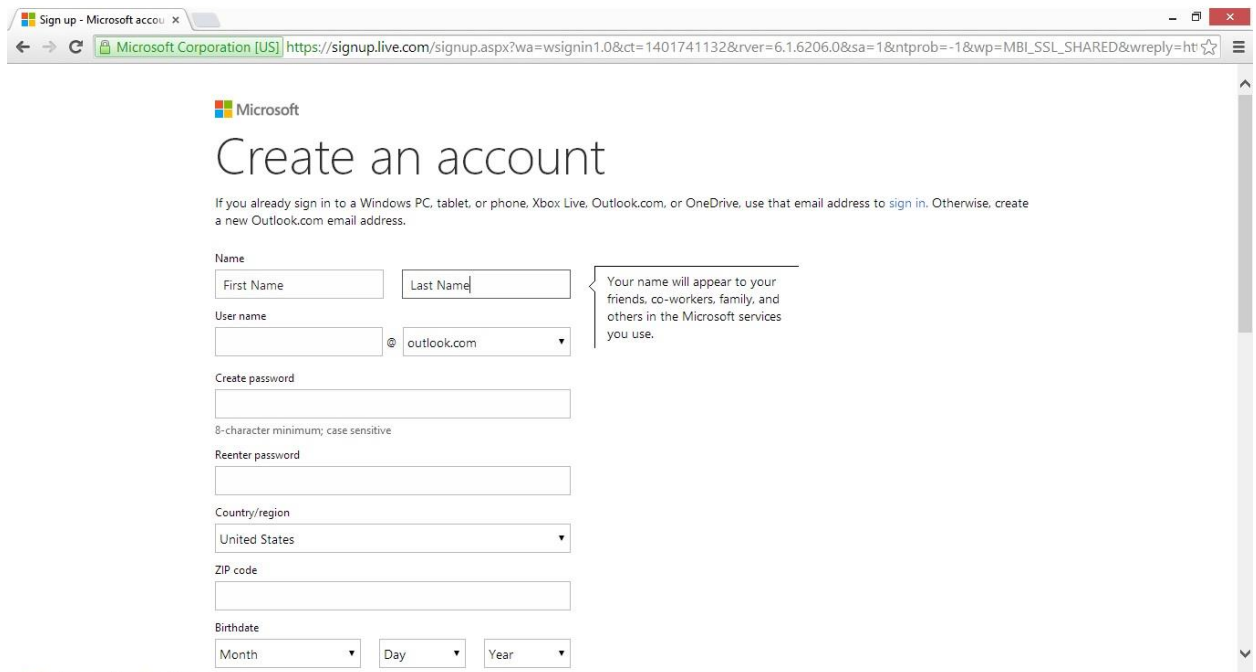 Sign up - Microsoft accou
Microsoft Corporation [US] https://signup.live.com/signup.aspx?wa=wsignin1.0&ct=1401741132&rver=6.1.6206.0&sa=1&ntprob=-1&wp=MBI_SSL_SHARED&wreply=ht
Microsoft
Create an account
If you already sign in to a Windows PC, tablet, or phone, Xbox Live, Outlook.com, or OneDrive, use that email address to sign in. Otherwise, create
a new Outlook.com email address.
Name
First Name Last Name
Your name will appear to your
friends, co-workers, family, and
others in the Microsoft services
you use.
User name
@ outlook.com
Create password
8-character minimum; case sensitive
Reenter password
Country/region
United States
ZIP code
Birthdate
Month Day Year